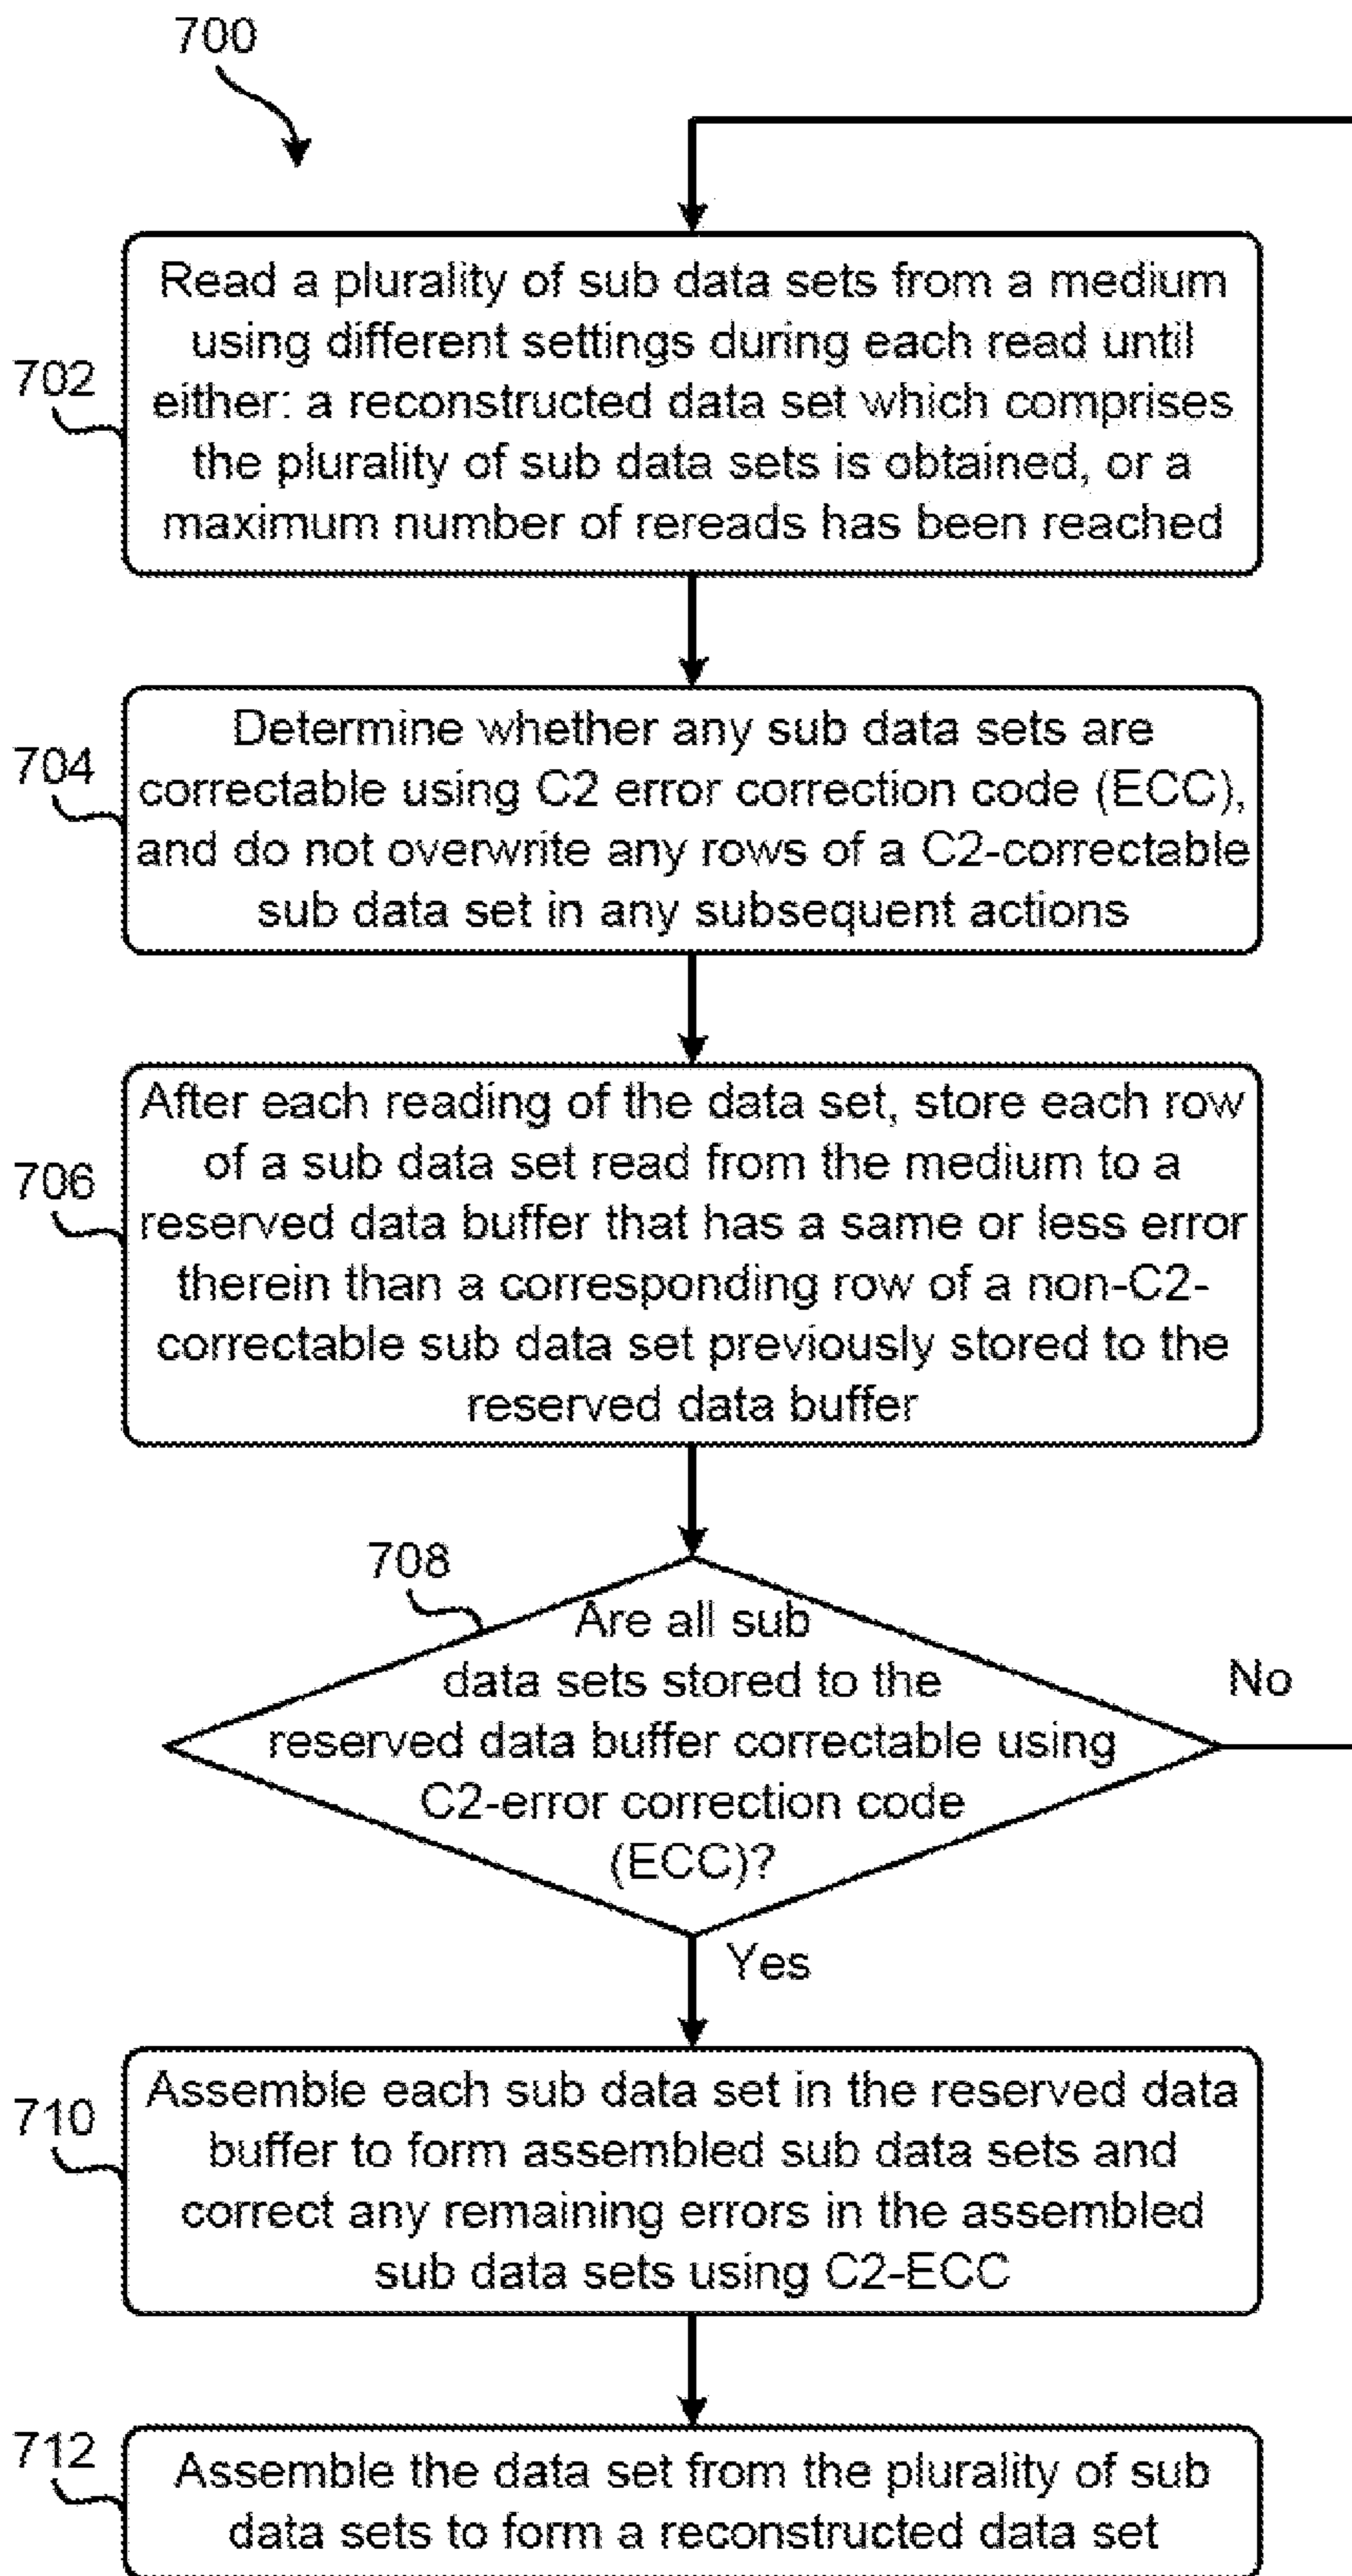 700
702
Read a plurality of sub data sets from a medium
using different settings during each read until
either: a reconstructed data set which comprises
the plurality of sub data sets is obtained, or a
maximum number of rereads has been reached
704
Determine whether any sub data sets are
correctable using C2 error correction code (ECC),
and do not overwrite any rows of a C2-correctable
sub data set in any subsequent actions
706
After each reading of the data set, store each row
of a sub data set read from the medium to a
reserved data buffer that has a same or less error
therein than a corresponding row of a non-C2-
correctable sub data set previously stored to the
reserved data buffer
708
Are all sub
data sets stored to the
reserved data buffer correctable using
C2-error correction code
(ECC)?
No
Yes
710
Assemble each sub data set in the reserved data
buffer to form assembled sub data sets and
correct any remaining errors in the assembled
sub data sets using C2-ECC
712
Assemble the data set from the plurality of sub
data sets to form a reconstructed data set